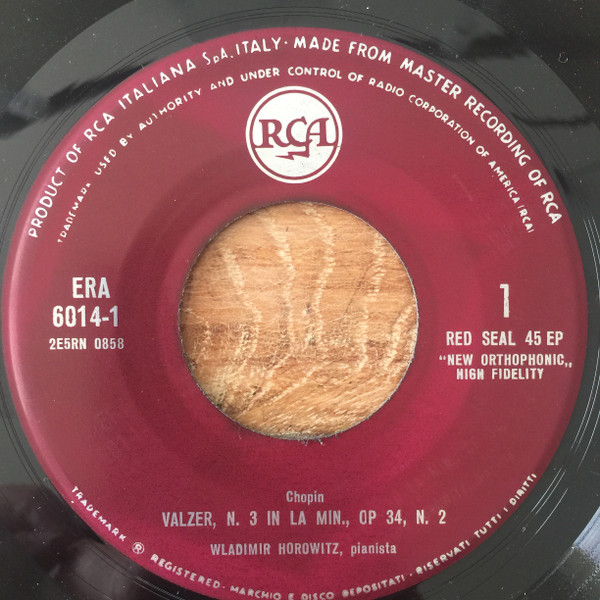 PRODUCT OF RCA ITALIANA S.p.A. ITALY · MADE FROM MASTER RECORDING OF RCA
TRADEMARK USED BY AUTHORITY AND UNDER CONTROL OF RADIO CORPORATION OF AMERICA (RCA)
RCA
ERA
6014-1
2E5RN 0858
1
RED SEAL 45 EP
"NEW ORTHOPHONIC„
HIGH FIDELITY
Chopin
VALZER, N. 3 IN LA MIN., OP 34, N. 2
WLADIMIR HOROWITZ, pianista
TRADEMARK ® REGISTERED · MARCHIO E DISCO DEPOSITATI · RISERVATI TUTTI I DIRITTI